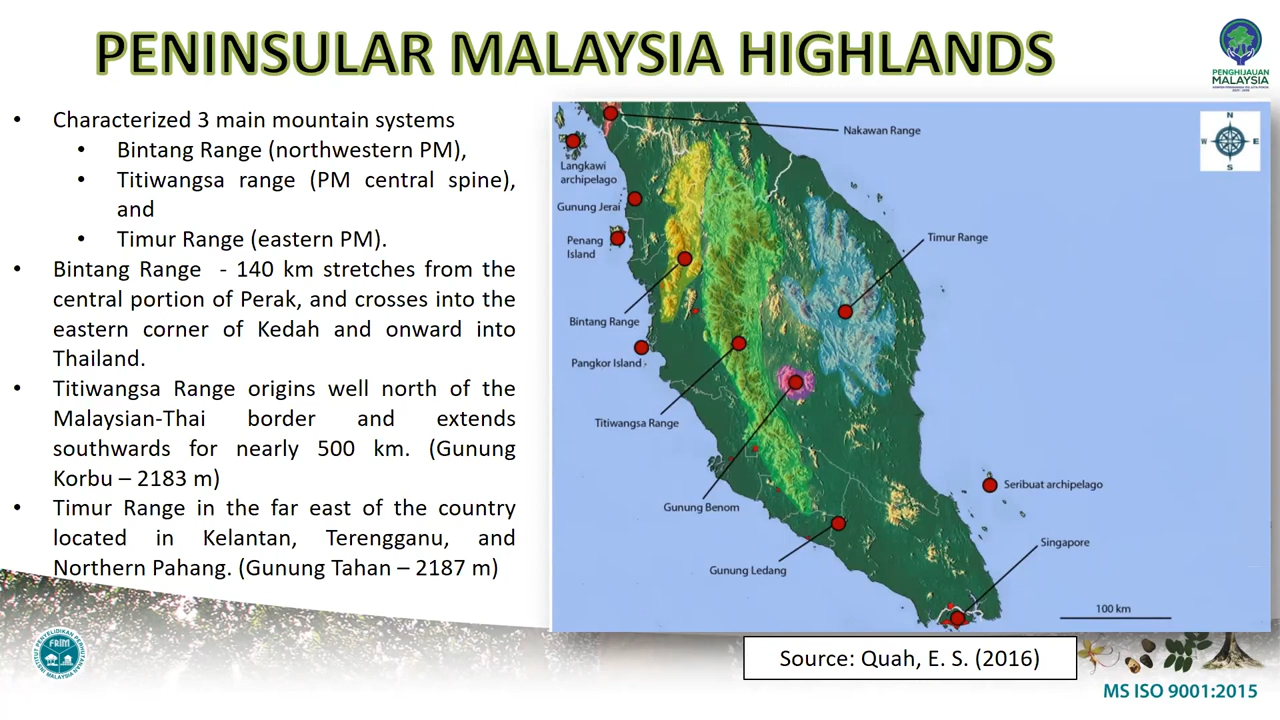 PENINSULAR MALAYSIA HIGHLANDS
PENGHIJAUAN
MALAYSIA
• Characterized 3 main mountain systems
• Bintang Range (northwestern PM),
• Titiwangsa range (PM central spine),
and
• Timur Range (eastern PM).
• Bintang Range - 140 km stretches from the
central portion of Perak, and crosses into the
eastern corner of Kedah and onward into
Thailand.
• Titiwangsa Range origins well north of the
Malaysian-Thai border and extends
southwards for nearly 500 km. (Gunung
Korbu – 2183 m)
• Timur Range in the far east of the country
located in Kelantan, Terengganu, and
Northern Pahang. (Gunung Tahan – 2187 m)
Nakawan Range
N
W E
S
Langkawi
archipelago
Gunung Jerai
Penang
Island
Timur Range
Bintang Range
Pangkor Island
Titiwangsa Range
Seribuat archipelago
Gunung Benom
Singapore
Gunung Ledang
100 km
Source: Quah, E. S. (2016)
INSTITUT PENYELIDIKAN PERHUTANAN
FRIM
MALAYSIA
MS ISO 9001:2015